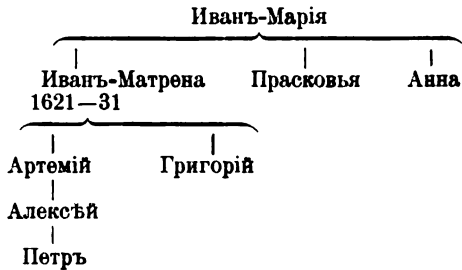 Иванъ-Марія
Иванъ-Матрена Прасковья Анна
1621—31
Артемій Григорій
Алексѣй
Петръ